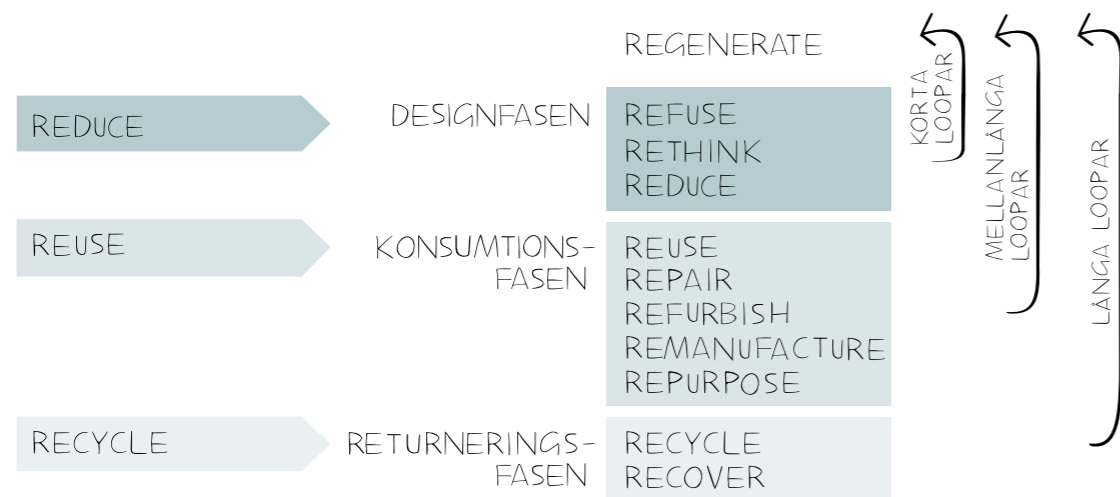 REGENERATE
REDUCE
DESIGNFASEN
REFUSE
RETHINK
REDUCE
REUSE
KONSUMTIONS-
FASEN
REUSE
REPAIR
REFURBISH
REMANUFACTURE
REPURPOSE
RECYCLE
RETURNERINGS-
FASEN
RECYCLE
RECOVER
KORTA
LOOPAR
MELLANLÅNGA
LOOPAR
LÅNGA LOOPAR